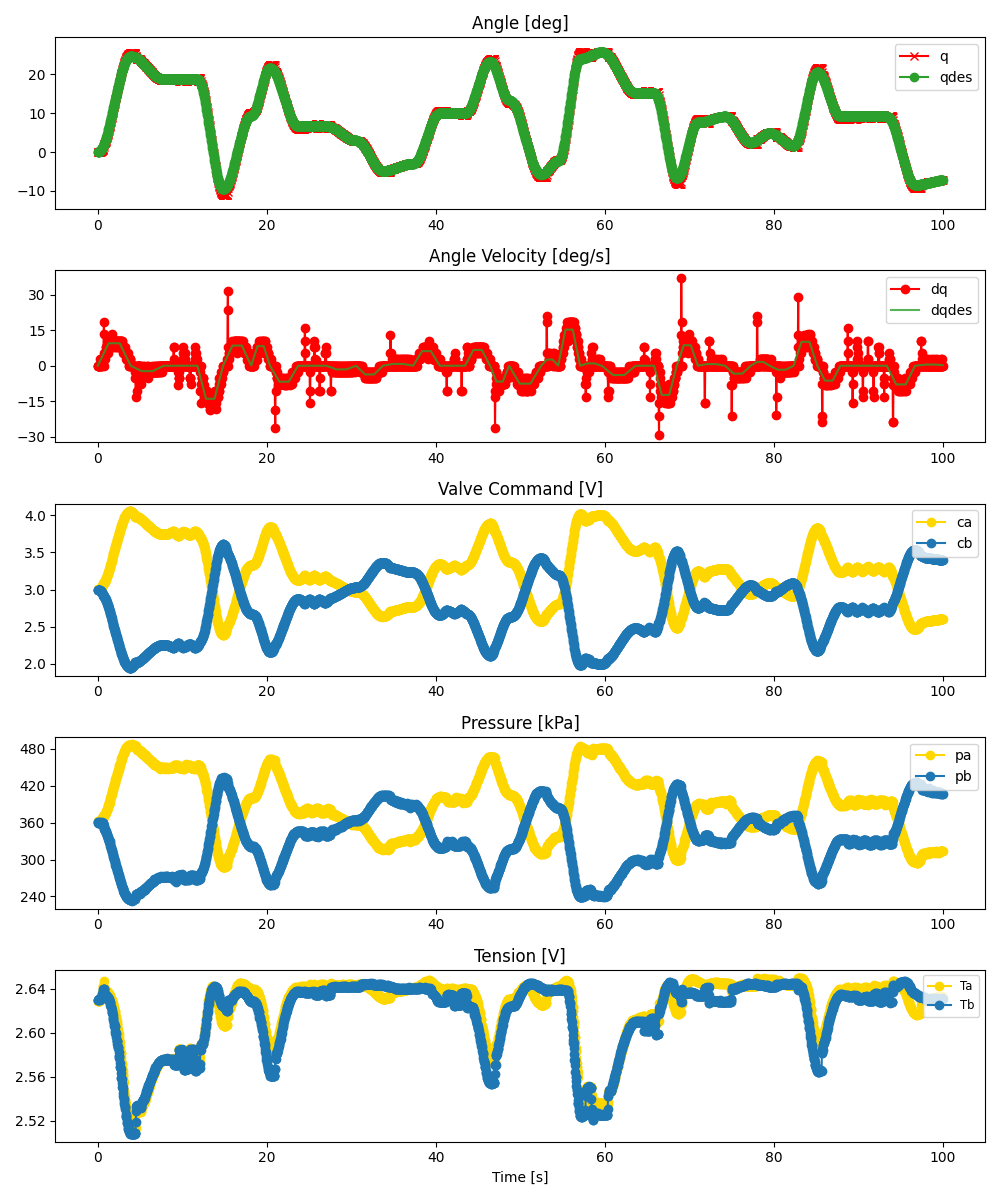 Angle [deg]
20
10
0
−10
q
qdes
0 20 40 60 80 100
Angle Velocity [deg/s]
30
15
0
−15
−30
dq
dqdes
0 20 40 60 80 100
Valve Command [V]
4.0
3.5
3.0
2.5
2.0
ca
cb
0 20 40 60 80 100
Pressure [kPa]
480
420
360
300
240
pa
pb
0 20 40 60 80 100
Tension [V]
2.64
2.60
2.56
2.52
Ta
Tb
0 20 40 60 80 100
Time [s]